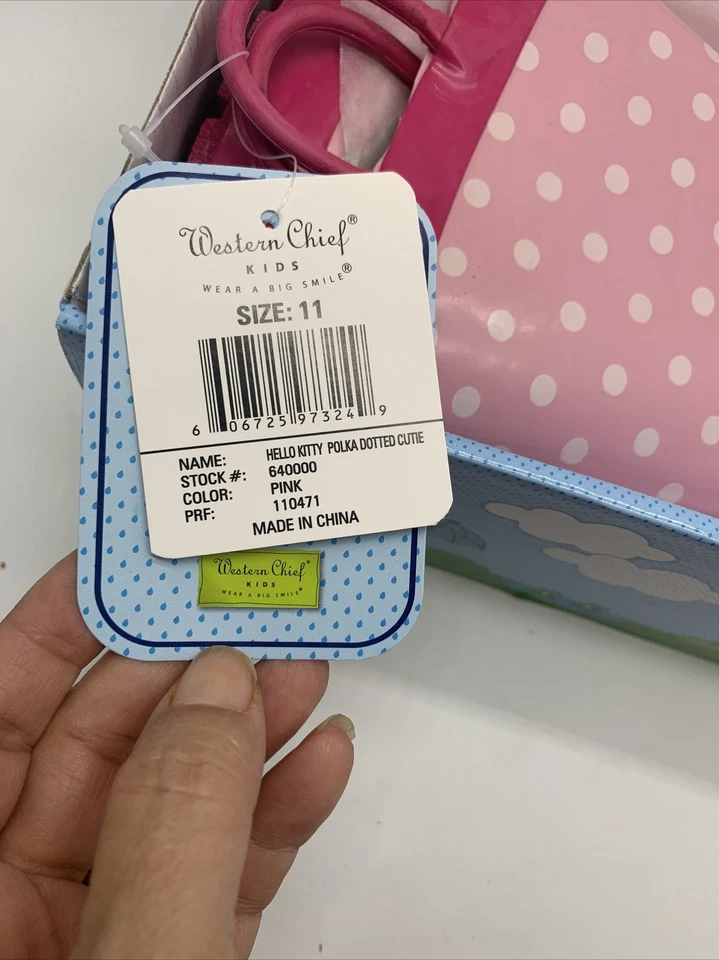 Western Chief®
KIDS
WEAR A BIG SMILE®
SIZE: 11
6 06725 97324 9
NAME: HELLO KITTY POLKA DOTTED CUTIE
STOCK #: 640000
COLOR: PINK
PRF: 110471
MADE IN CHINA
Western Chief®
KIDS
WEAR A BIG SMILE®